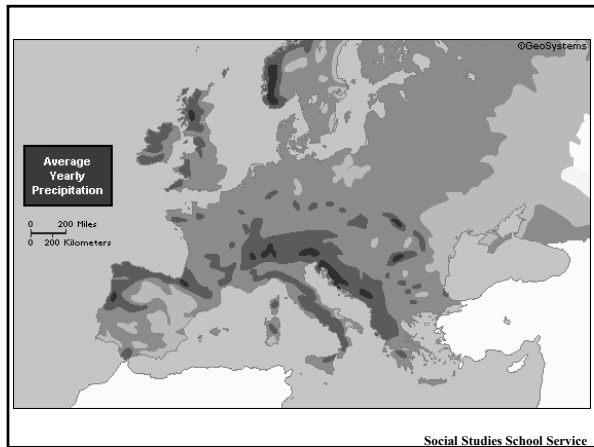 ©GeoSystems
Average
Yearly
Precipitation
0 200 Miles
0 200 Kilometers
Social Studies School Service